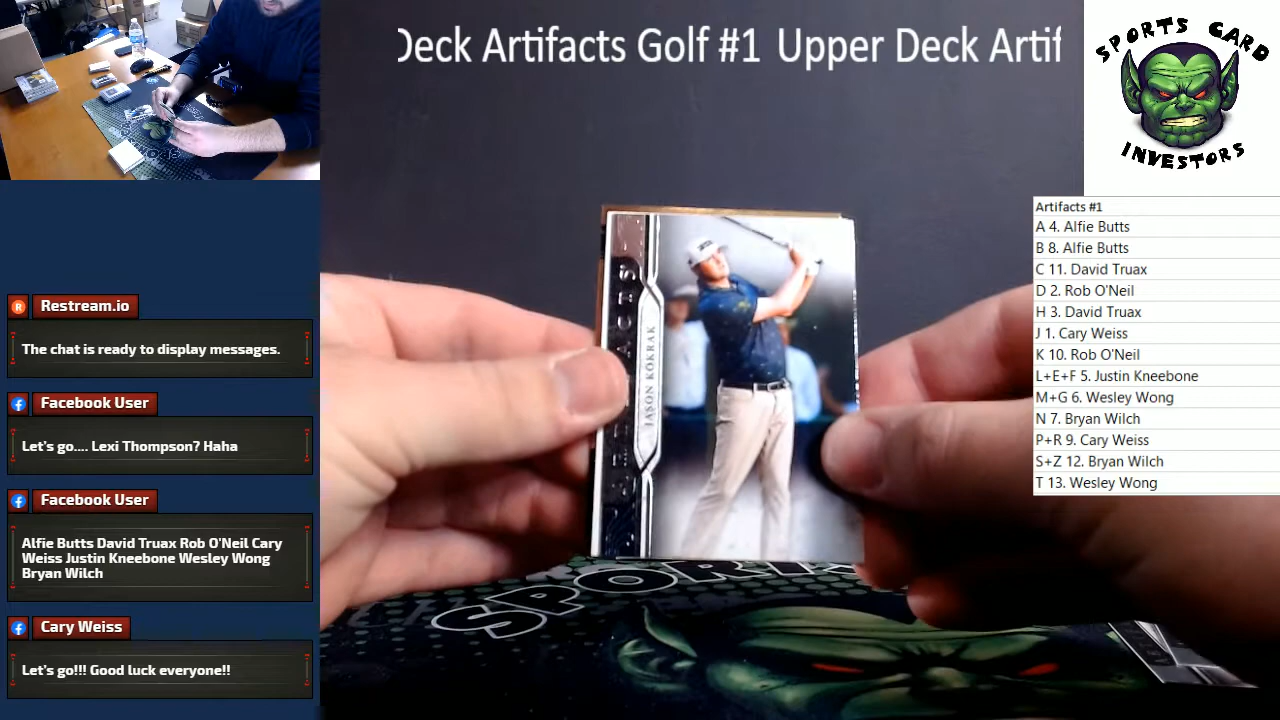 Deck Artifacts Golf #1 Upper Deck Artif
SPORTS CARD
INVESTORS
Artifacts #1
A 4. Alfie Butts
B 8. Alfie Butts
C 11. David Truax
D 2. Rob O'Neil
H 3. David Truax
J 1. Cary Weiss
K 10. Rob O'Neil
L+E+F 5. Justin Kneebone
M+G 6. Wesley Wong
N 7. Bryan Wilch
P+R 9. Cary Weiss
S+Z 12. Bryan Wilch
T 13. Wesley Wong
Restream.io
The chat is ready to display messages.
Facebook User
Let's go.... Lexi Thompson? Haha
Facebook User
Alfie Butts David Truax Rob O'Neil Cary
Weiss Justin Kneebone Wesley Wong
Bryan Wilch
Cary Weiss
Let's go!!! Good luck everyone!!
JASON KOKRAK
SPORTS